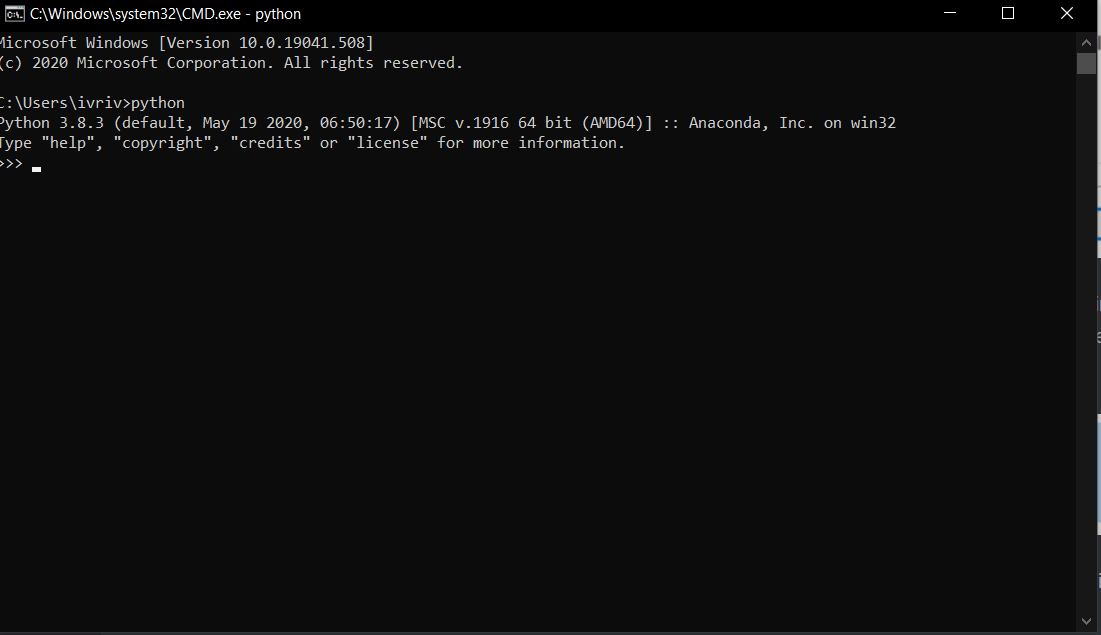 C:\Windows\system32\CMD.exe - python
Microsoft Windows [Version 10.0.19041.508]
(c) 2020 Microsoft Corporation. All rights reserved.
C:\Users\ivriv>python
Python 3.8.3 (default, May 19 2020, 06:50:17) [MSC v.1916 64 bit (AMD64)] :: Anaconda, Inc. on win32
Type "help", "copyright", "credits" or "license" for more information.
>>>